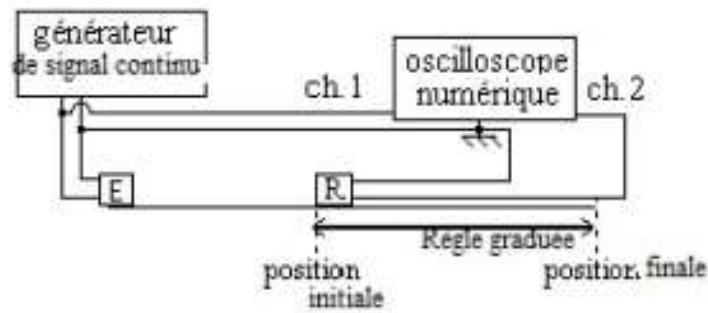 générateur
de signal continu
ch. 1
oscilloscope
numérique
ch. 2
E
R
Règle graduée
position
initiale
position finale